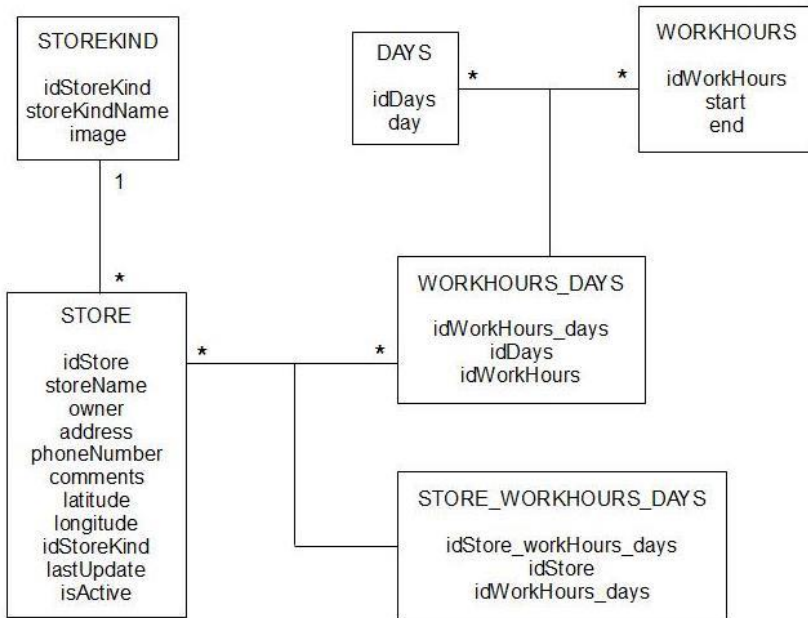 STOREKIND
idStoreKind
storeKindName
image
DAYS
idDays
day
WORKHOURS
idWorkHours
start
end
*
*
1
*
STORE
idStore
storeName
owner
address
phoneNumber
comments
latitude
longitude
idStoreKind
lastUpdate
isActive
*
*
WORKHOURS_DAYS
idWorkHours_days
idDays
idWorkHours
STORE_WORKHOURS_DAYS
idStore_workHours_days
idStore
idWorkHours_days